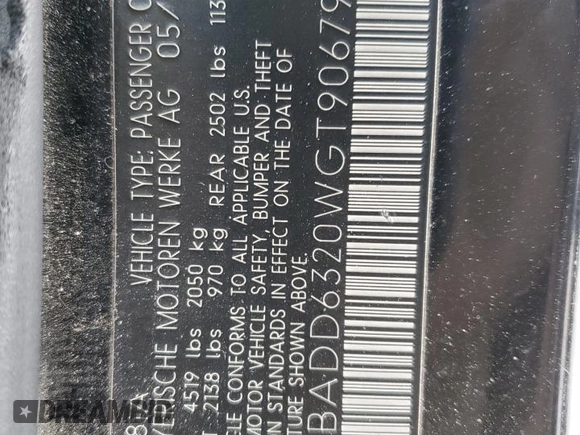 VEHICLE TYPE: PASSENGER
MOTOREN WERKE AG 05/
4519 lbs 2050 kg
2138 lbs 970 kg REAR 2502 lbs 113
CONFORMS TO ALL APPLICABLE U.S.
MOTOR VEHICLE SAFETY, BUMPER AND THEFT
STANDARDS IN EFFECT ON THE DATE OF
SHOWN ABOVE.
BADD6320WGT90679
DREAMBID